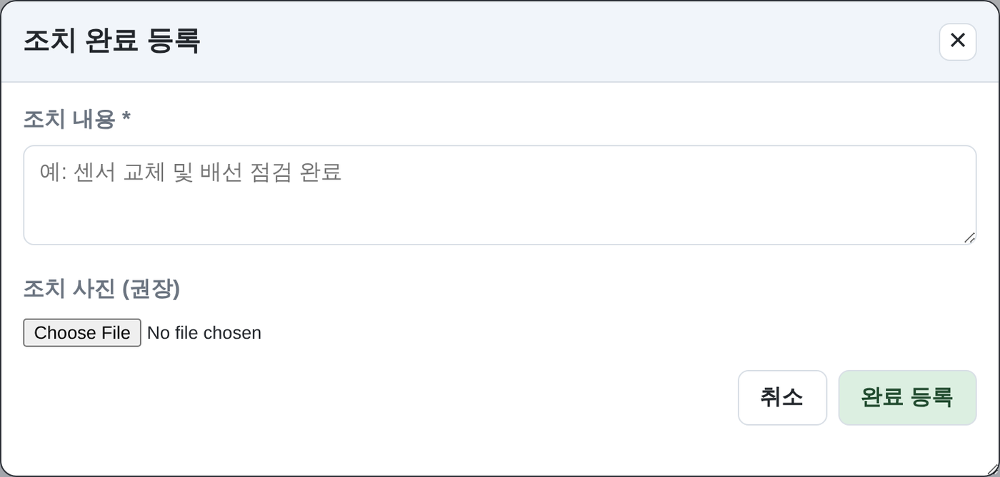 조치 완료 등록
✕
조치 내용 *
예: 센서 교체 및 배선 점검 완료
조치 사진 (권장)
Choose File No file chosen
취소 완료 등록